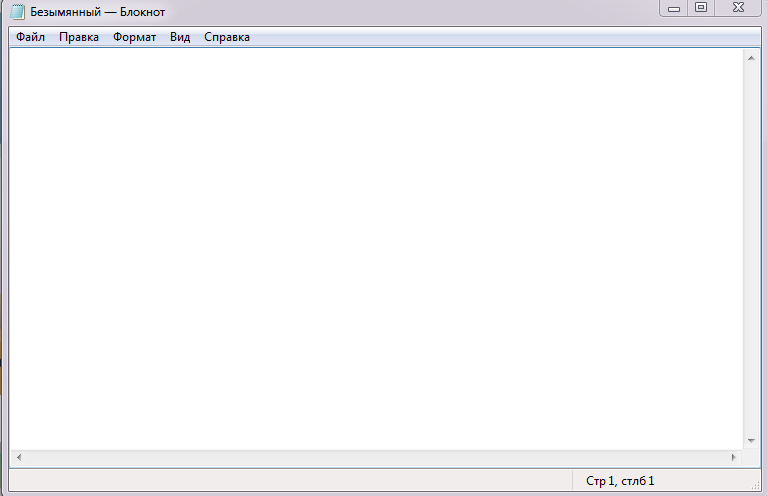 Безымянный — Блокнот
Файл Правка Формат Вид Справка
Стр 1, стлб 1